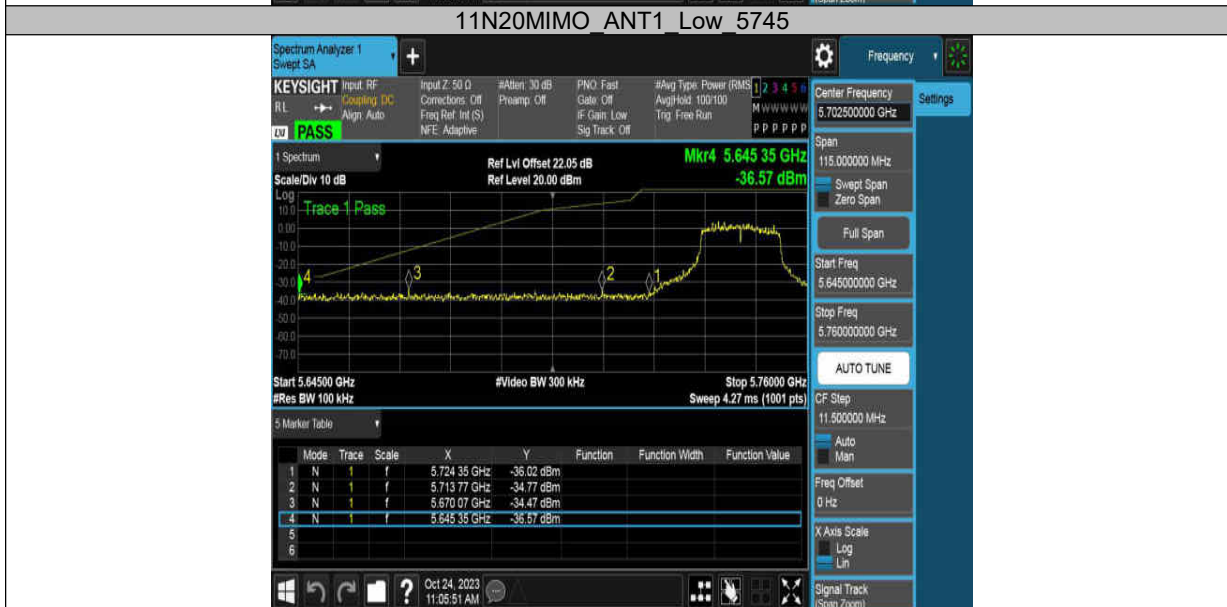 11N20MIMO_ANT1_Low_5745
Spectrum Analyzer 1
Swept SA
+
Frequency
KEYSIGHT
RL
LXI
PASS
Input: RF
Coupling: DC
Align: Auto
Input Z: 50 Ω
Corrections: Off
Freq Ref: Int (S)
NFE: Adaptive
#Atten: 30 dB
Preamp: Off
PNO: Fast
Gate: Off
IF Gain: Low
Sig Track: Off
#Avg Type: Power (RMS
Avg|Hold: 100/100
Trig: Free Run
1 2 3 4 5 6
M W W W W W
P P P P P P
Center Frequency
5.702500000 GHz
Settings
1 Spectrum
Scale/Div 10 dB
Ref Lvl Offset 22.05 dB
Ref Level 20.00 dBm
Mkr4 5.645 35 GHz
-36.57 dBm
Log
Trace 1 Pass
10.0
0.00
-10.0
-20.0
-30.0
-40.0
-50.0
-60.0
-70.0
4
3
2
1
Start 5.64500 GHz
#Res BW 100 kHz
#Video BW 300 kHz
Stop 5.76000 GHz
Sweep 4.27 ms (1001 pts)
Span
115.000000 MHz
Swept Span
Zero Span
Full Span
Start Freq
5.645000000 GHz
Stop Freq
5.760000000 GHz
AUTO TUNE
CF Step
11.500000 MHz
Auto
Man
Freq Offset
0 Hz
X Axis Scale
Log
Lin
Signal Track
(Span Zoom)
5 Marker Table
Mode Trace Scale X Y Function Function Width Function Value
1 N 1 f 5.724 35 GHz -36.02 dBm
2 N 1 f 5.713 77 GHz -34.77 dBm
3 N 1 f 5.670 07 GHz -34.47 dBm
4 N 1 f 5.645 35 GHz -36.57 dBm
5
6
?
Oct 24, 2023
11:05:51 AM